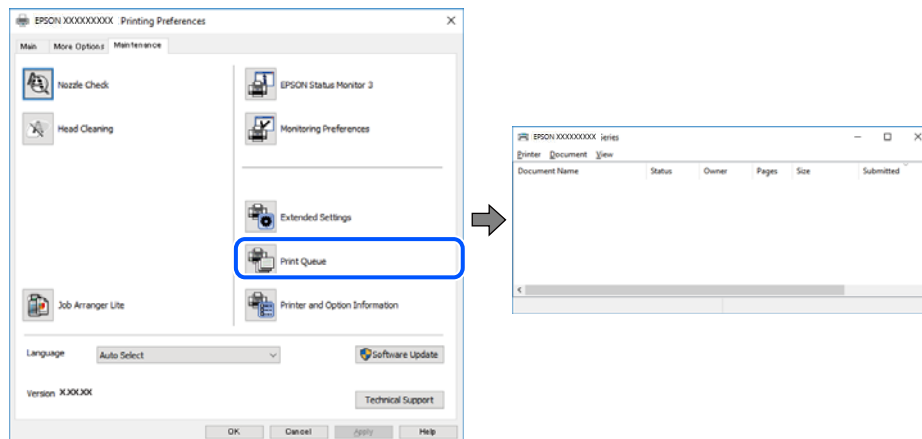 EPSON XXXXXXXXX Printing Preferences
Main More Options Maintenance
Nozzle Check
EPSON Status Monitor 3
Head Cleaning
Monitoring Preferences
Extended Settings
Print Queue
Job Arranger Lite
Printer and Option Information
Language Auto Select Software Update
Version X.XX.XX
Technical Support
OK Cancel Apply Help
EPSON XXXXXXXXX ieries
Printer Document View
Document Name Status Owner Pages Size Submitted